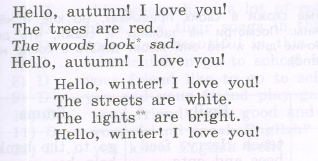 Hello, autumn! I love you!
The trees are red.
The woods look* sad.
Hello, autumn! I love you!
Hello, winter! I love you!
The streets are white.
The lights** are bright.
Hello, winter! I love you!